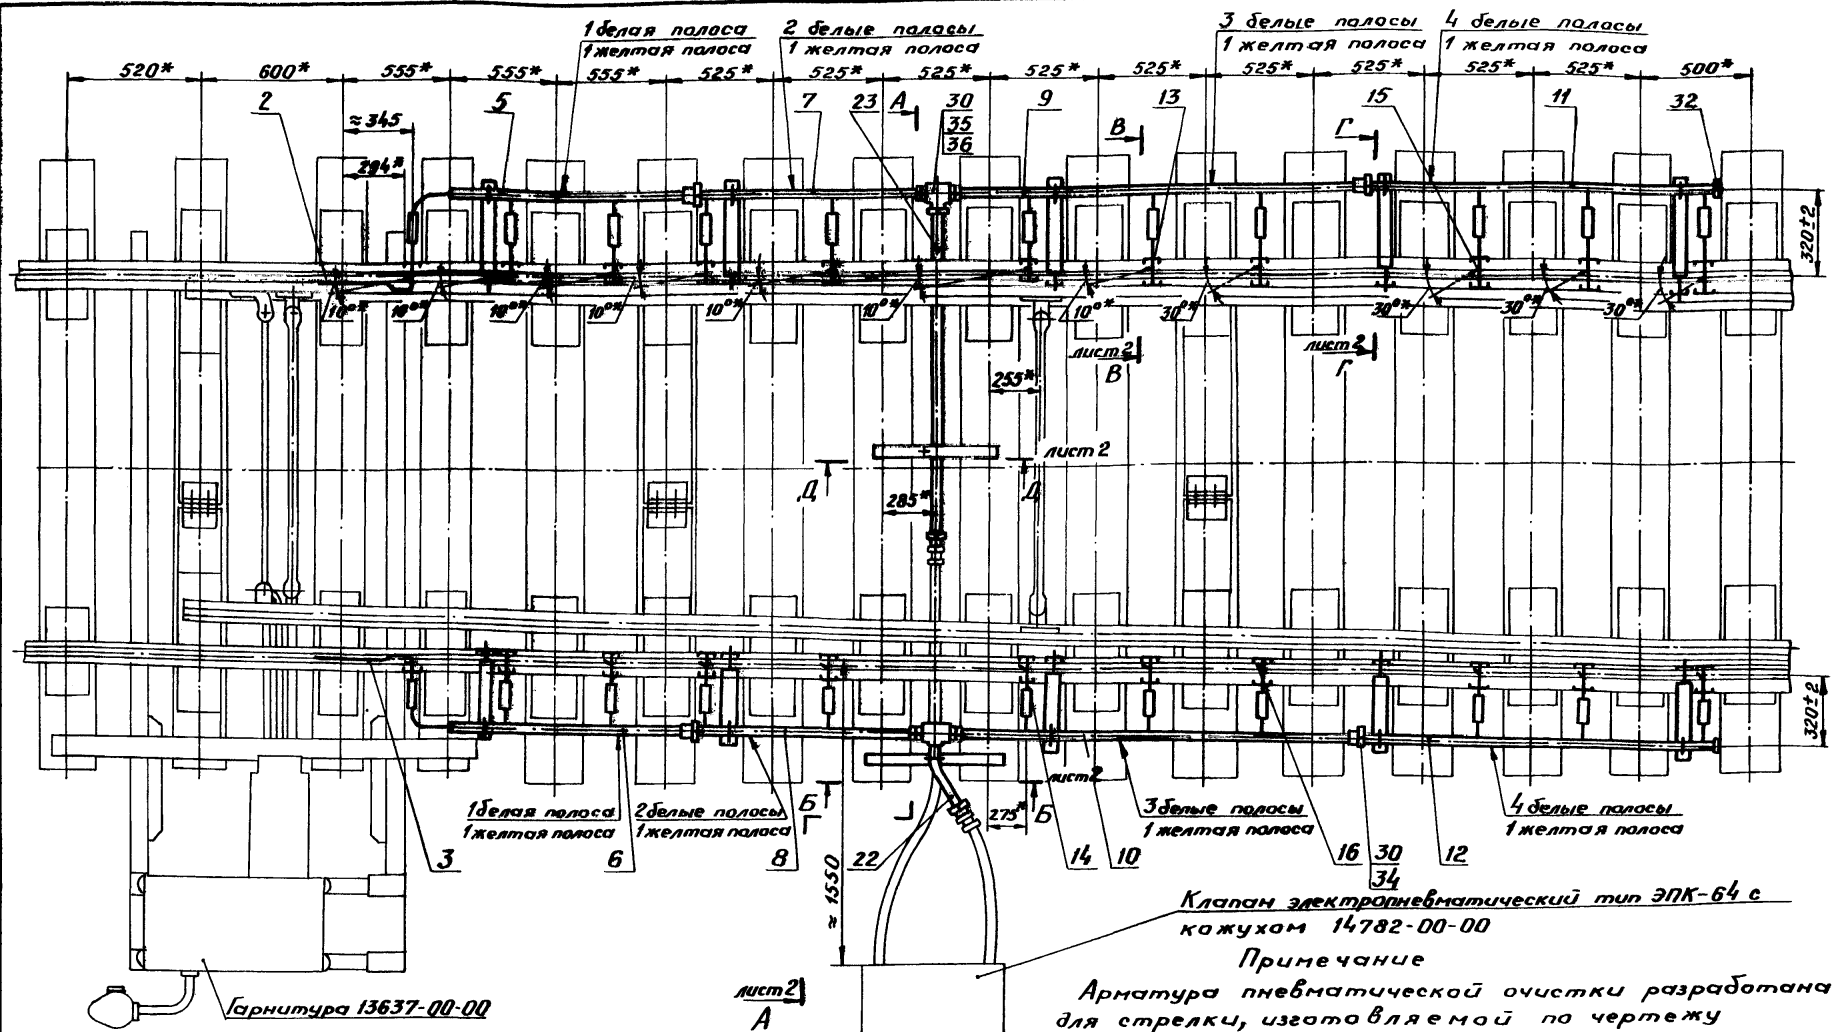 1 белая полоса
1 желтая полоса
2 белые полосы
1 желтая полоса
3 белые полосы
1 желтая полоса
4 белые полосы
1 желтая полоса
520* 600* 555* 555* 555* 525* 525* 525* 525* 525* 525* 525* 525* 525* 500*
2 5 7 23 А 30 9 13 15 11 32
35
36
В Г
≈345
294*
320±2
10°* 10°* 10°* 10°* 10°* 10°* 10°* 30°* 30°* 30°* 30°*
лист 2
В
лист 2
Г
255*
лист 2
Д Д
285*
320±2
лист 2
Б Б
275*
1 белая полоса
1 желтая полоса
2 белые полосы
1 желтая полоса
3 белые полосы
1 желтая полоса
4 белые полосы
1 желтая полоса
3 6 8 22 14 10 16 30 12
34
≈1550
Клапан электропневматический тип ЭПК-64 с
кожухом 14782-00-00
Примечание
Арматура пневматической очистки разработана
для стрелки, изготовляемой по чертежу
Гарнитура 13637-00-00
лист 2
А